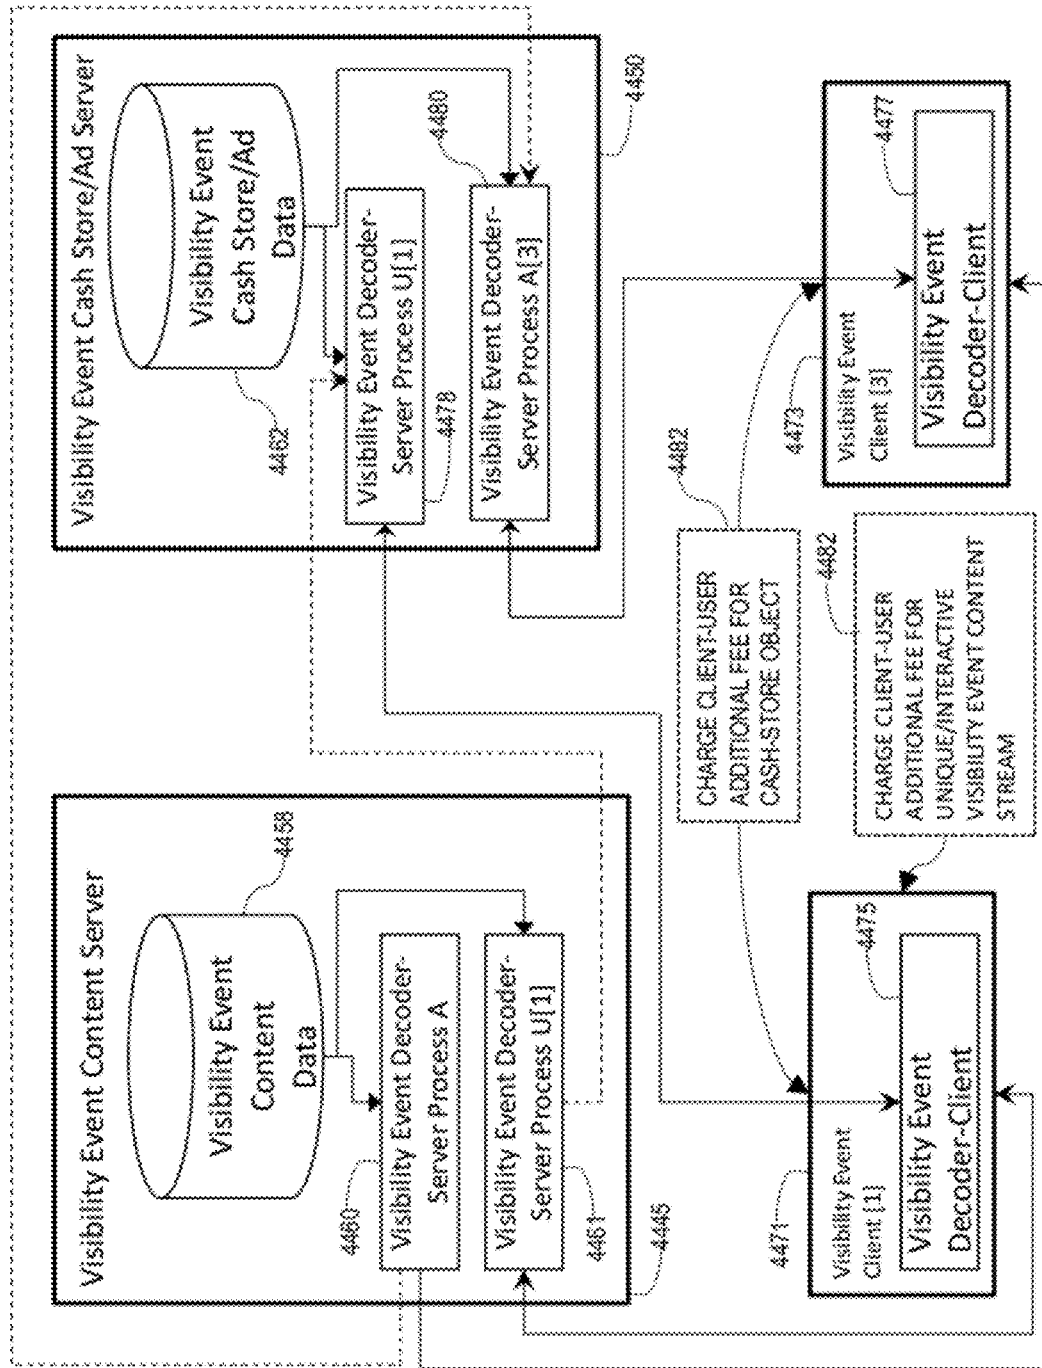 Visibility Event Content Server
Visibility Event
Content
Data
4458
4460
Visibility Event Decoder-
Server Process A
Visibility Event Decoder-
Server Process U[1]
4461
4445
Visibility Event Cash Store/Ad Server
Visibility Event
Cash Store/Ad
Data
4462
Visibility Event Decoder-
Server Process U[1]
4478
4480
Visibility Event Decoder-
Server Process A[3]
4450
4482
CHARGE CLIENT-USER
ADDITIONAL FEE FOR
CASH-STORE OBJECT
4482
CHARGE CLIENT-USER
ADDITIONAL FEE FOR
UNIQUE/INTERACTIVE
VISIBILITY EVENT CONTENT
STREAM
4471
Visibility Event
Client [1]
4475
Visibility Event
Decoder-Client
4473
Visibility Event
Client [3]
4477
Visibility Event
Decoder-Client